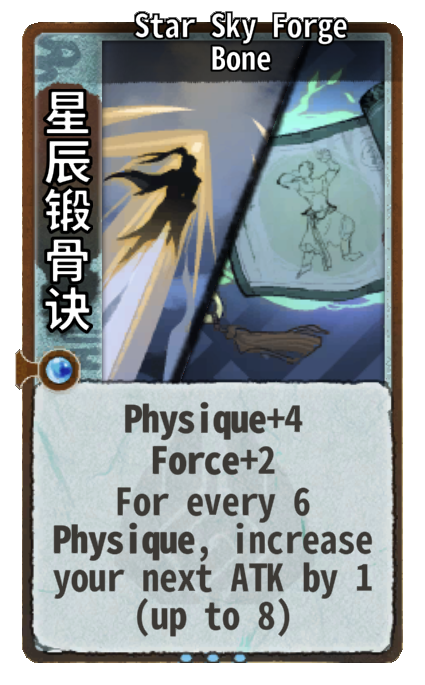 Star Sky Forge
Bone
星辰锻骨诀
Physique+4
Force+2
For every 6
Physique, increase
your next ATK by 1
(up to 8)